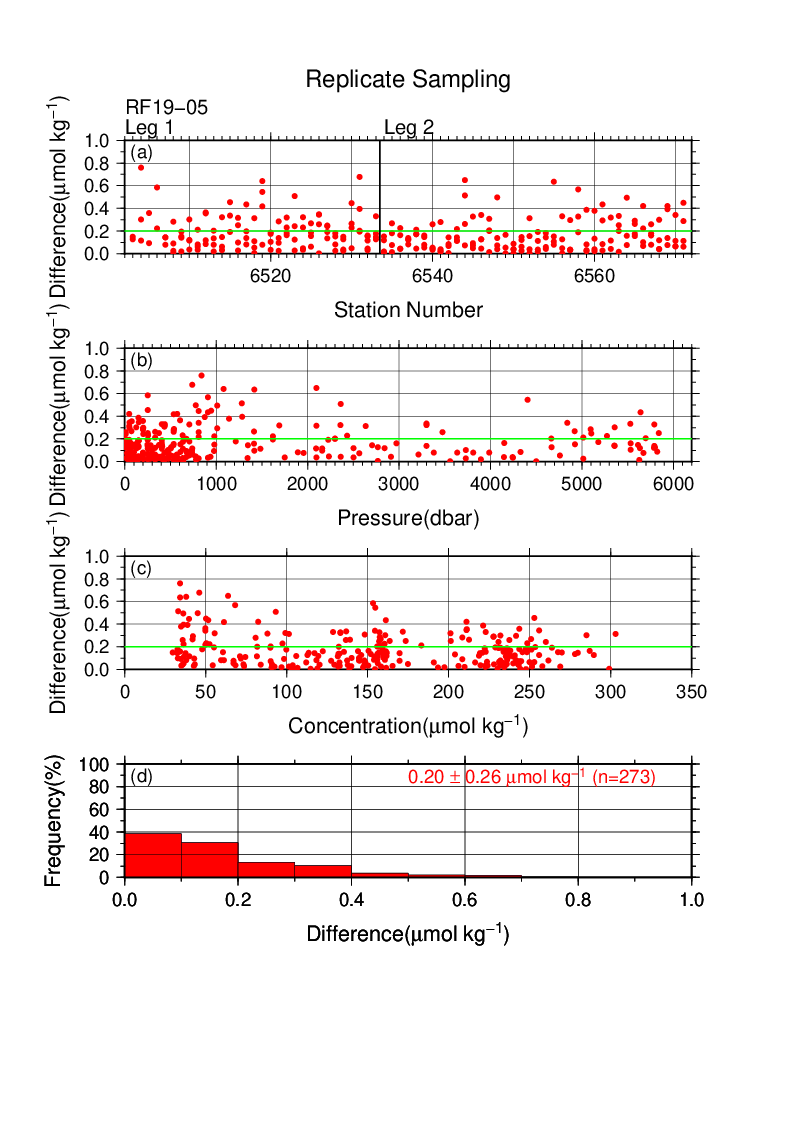 Replicate Sampling
RF19−05
Leg 1 Leg 2
(a)
Difference(μmol kg−1)
1.0
0.8
0.6
0.4
0.2
0.0
6520 6540 6560
Station Number
(b)
Difference(μmol kg−1)
1.0
0.8
0.6
0.4
0.2
0.0
0 1000 2000 3000 4000 5000 6000
Pressure(dbar)
(c)
Difference(μmol kg−1)
1.0
0.8
0.6
0.4
0.2
0.0
0 50 100 150 200 250 300 350
Concentration(μmol kg−1)
(d)
0.20 ± 0.26 μmol kg−1 (n=273)
Frequency(%)
100
80
60
40
20
0
0.0 0.2 0.4 0.6 0.8 1.0
Difference(μmol kg−1)